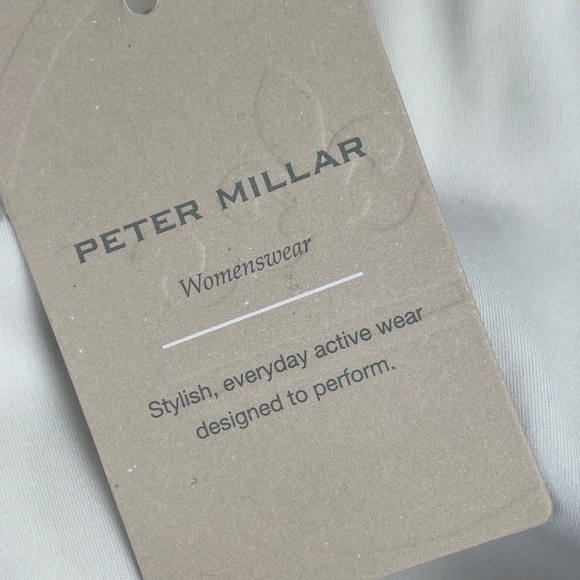 PETER MILLAR
Womenswear
Stylish, everyday active wear
designed to perform.